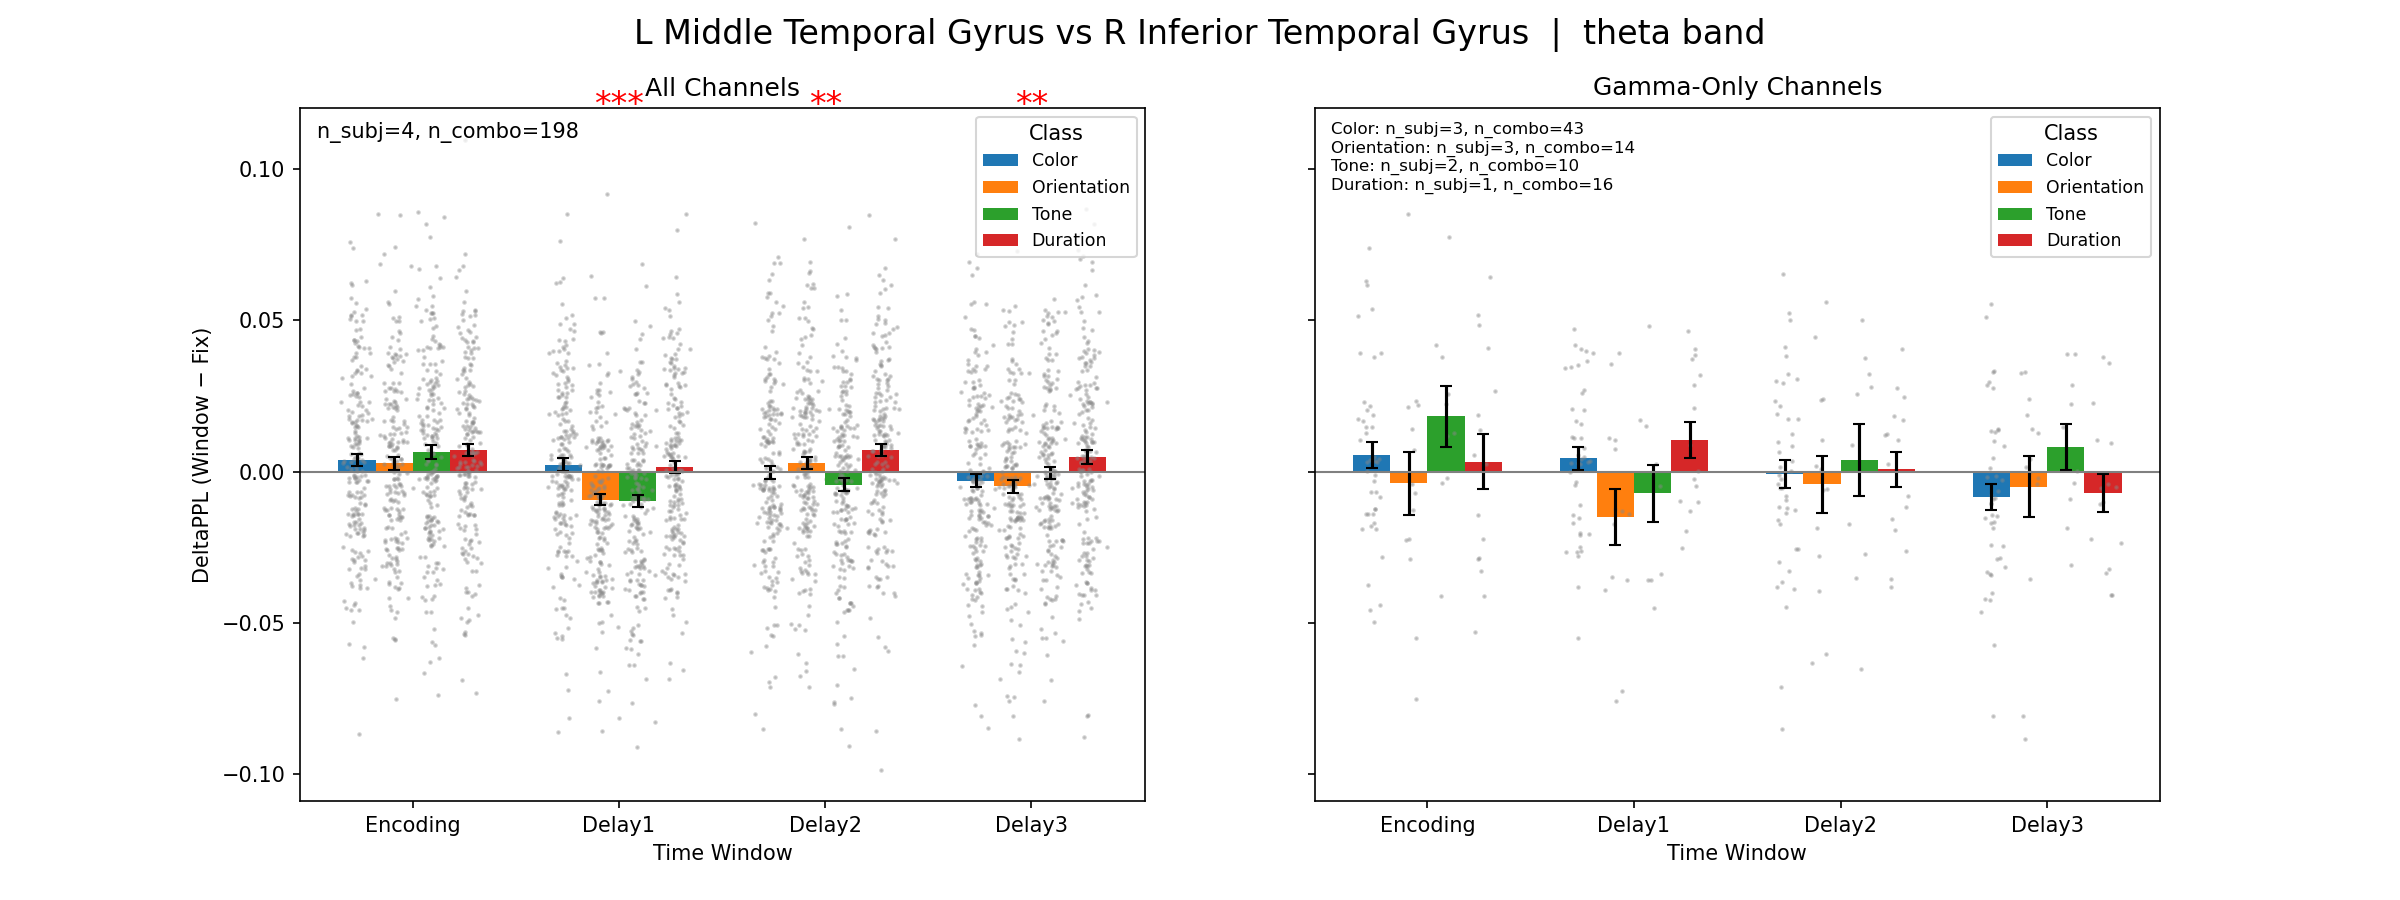 L Middle Temporal Gyrus vs R Inferior Temporal Gyrus | theta band
All Channels
*** ** **
n_subj=4, n_combo=198
Class
Color
Orientation
Tone
Duration
DeltaPPL (Window − Fix)
0.10
0.05
0.00
−0.05
−0.10
Encoding Delay1 Delay2 Delay3
Time Window
Gamma-Only Channels
Color: n_subj=3, n_combo=43
Orientation: n_subj=3, n_combo=14
Tone: n_subj=2, n_combo=10
Duration: n_subj=1, n_combo=16
Class
Color
Orientation
Tone
Duration
Encoding Delay1 Delay2 Delay3
Time Window